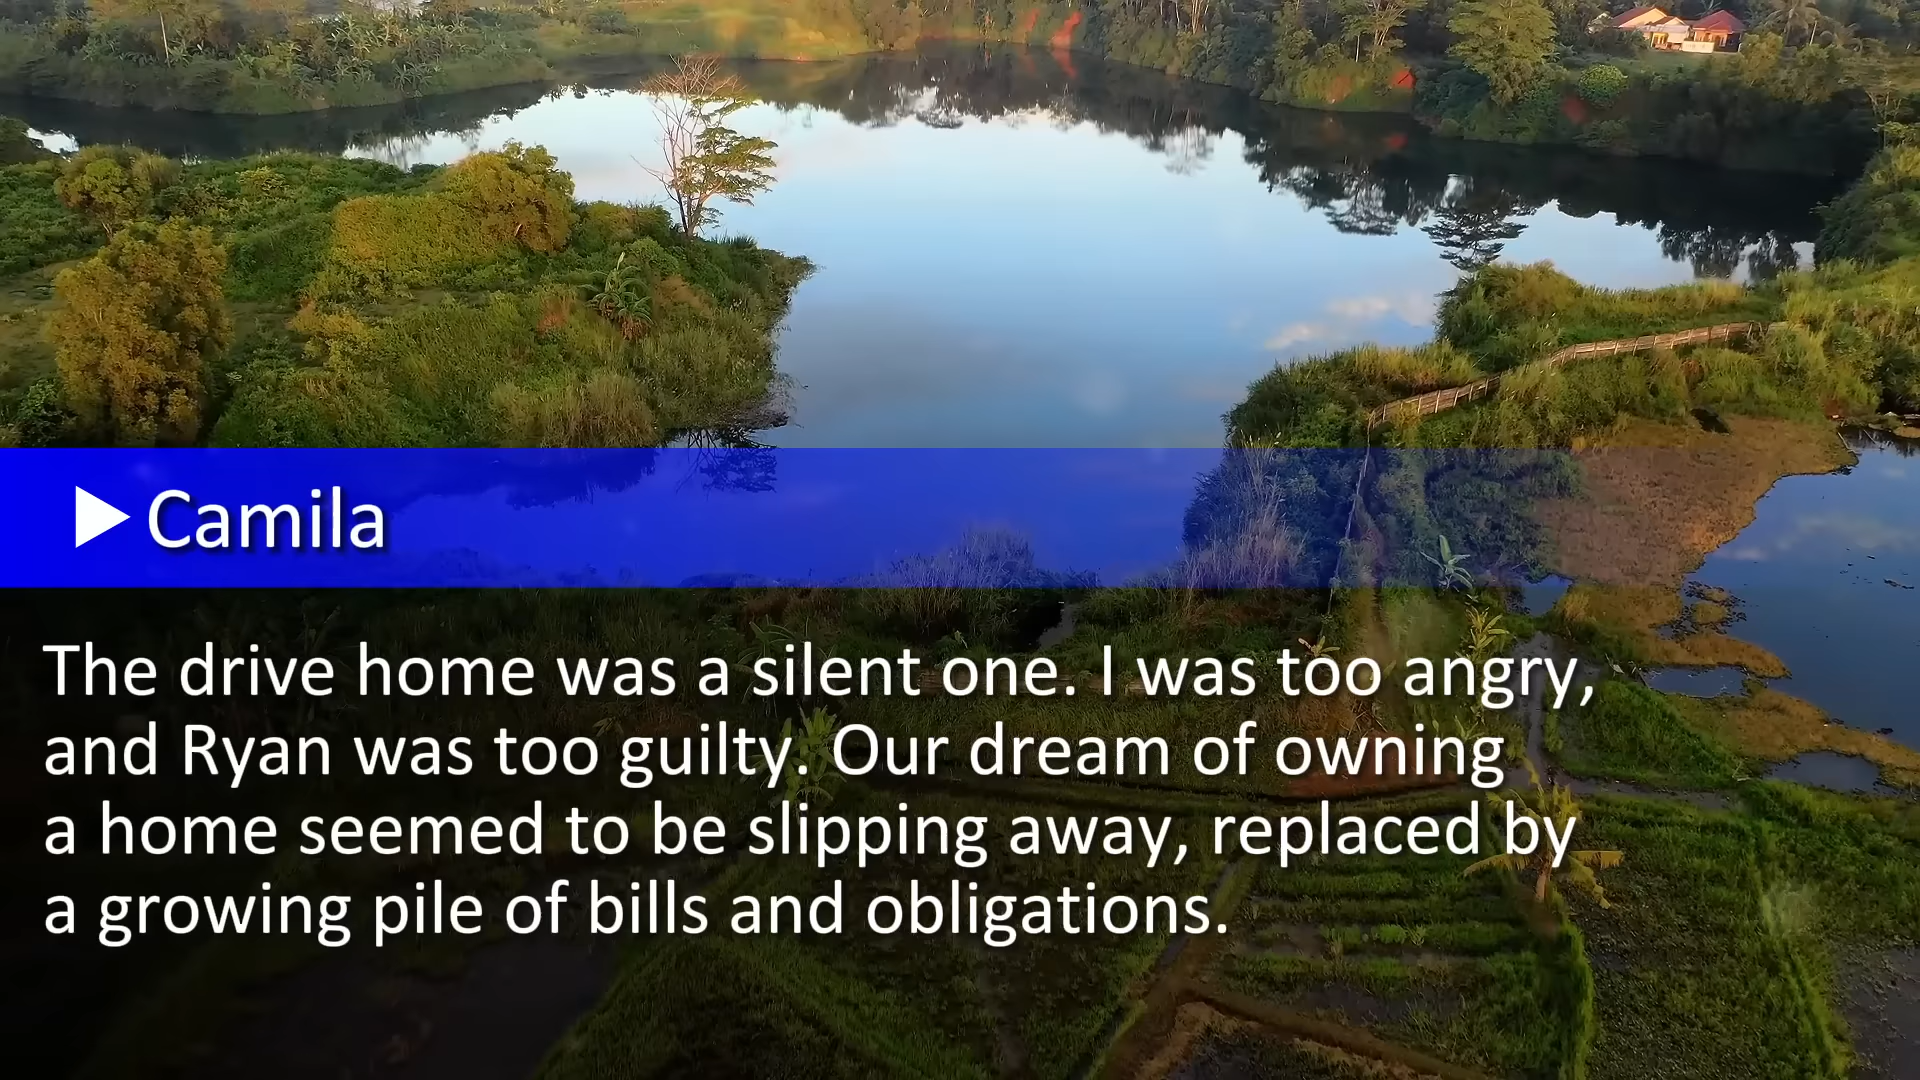 Camila
The drive home was a silent one. I was too angry,
and Ryan was too guilty. Our dream of owning
a home seemed to be slipping away, replaced by
a growing pile of bills and obligations.